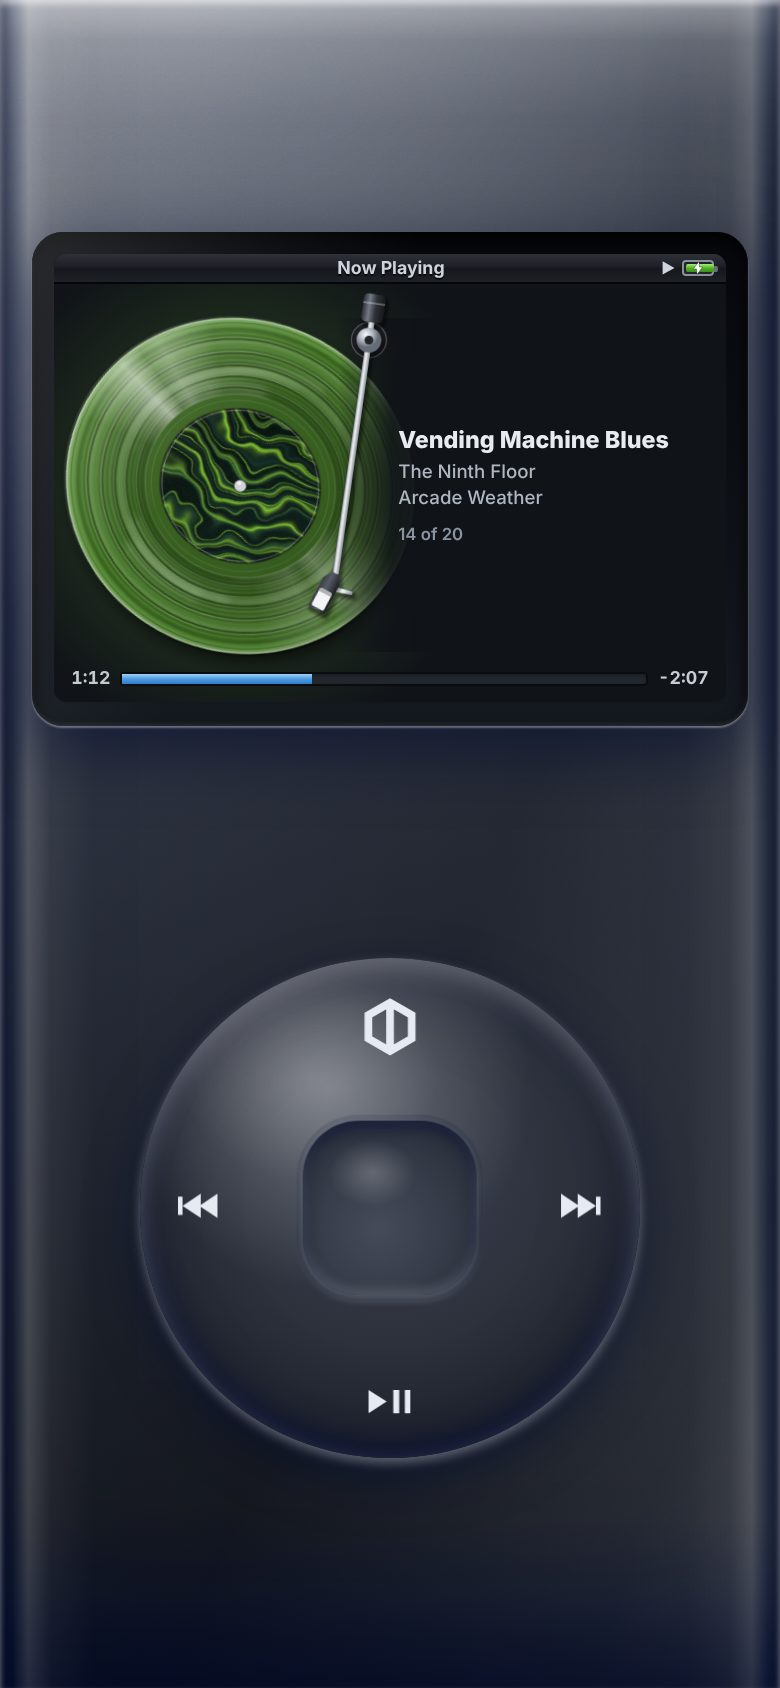 Now Playing
Vending Machine Blues
The Ninth Floor
Arcade Weather
14 of 20
1:12
-2:07